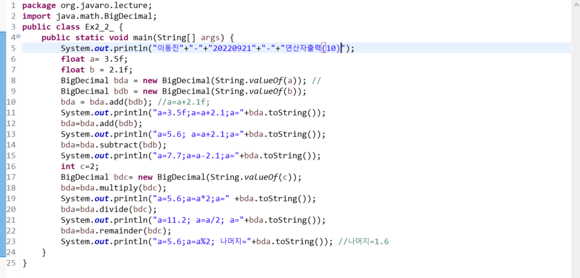 1 package org.javaro.lecture;
2 import java.math.BigDecimal;
3 public class Ex2_2_ {
4 public static void main(String[] args) {
5 System.out.println("이동진"+"-"+"20220921"+"-"+"연산자출력(10)");
6 float a= 3.5f;
7 float b = 2.1f;
8 BigDecimal bda = new BigDecimal(String.valueOf(a)); //
9 BigDecimal bdb = new BigDecimal(String.valueOf(b));
10 bda = bda.add(bdb); //a=a+2.1f;
11 System.out.println("a=3.5f;a=a+2.1;a="+bda.toString());
12 bda=bda.add(bdb);
13 System.out.println("a=5.6; a=a+2.1;a="+bda.toString());
14 bda=bda.subtract(bdb);
15 System.out.println("a=7.7;a=a-2.1;a="+bda.toString());
16 int c=2;
17 BigDecimal bdc= new BigDecimal(String.valueOf(c));
18 bda=bda.multiply(bdc);
19 System.out.println("a=5.6;a=a*2;a=" +bda.toString());
20 bda=bda.divide(bdc);
21 System.out.println("a=11.2; a=a/2; a="+bda.toString());
22 bda=bda.remainder(bdc);
23 System.out.println("a=5.6;a=a%2; 나머지="+bda.toString()); //나머지=1.6
24 }
25 }